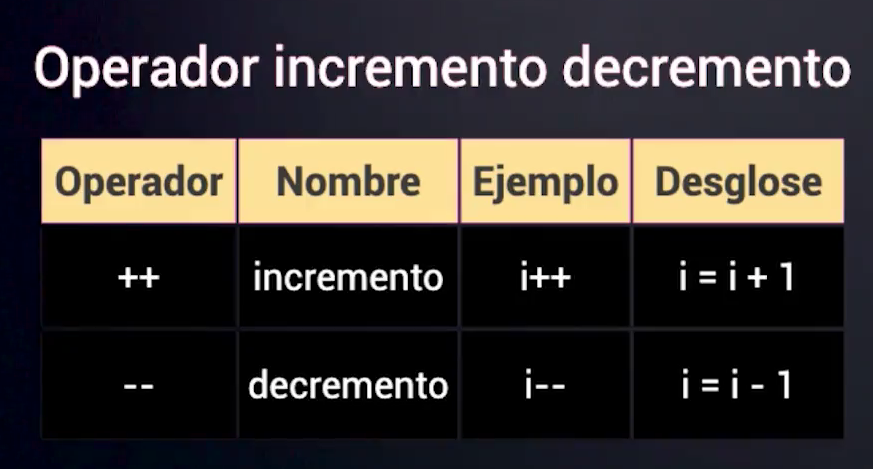 Operador incremento decremento
Operador Nombre Ejemplo Desglose
++ incremento i++ i = i + 1
-- decremento i-- i = i - 1